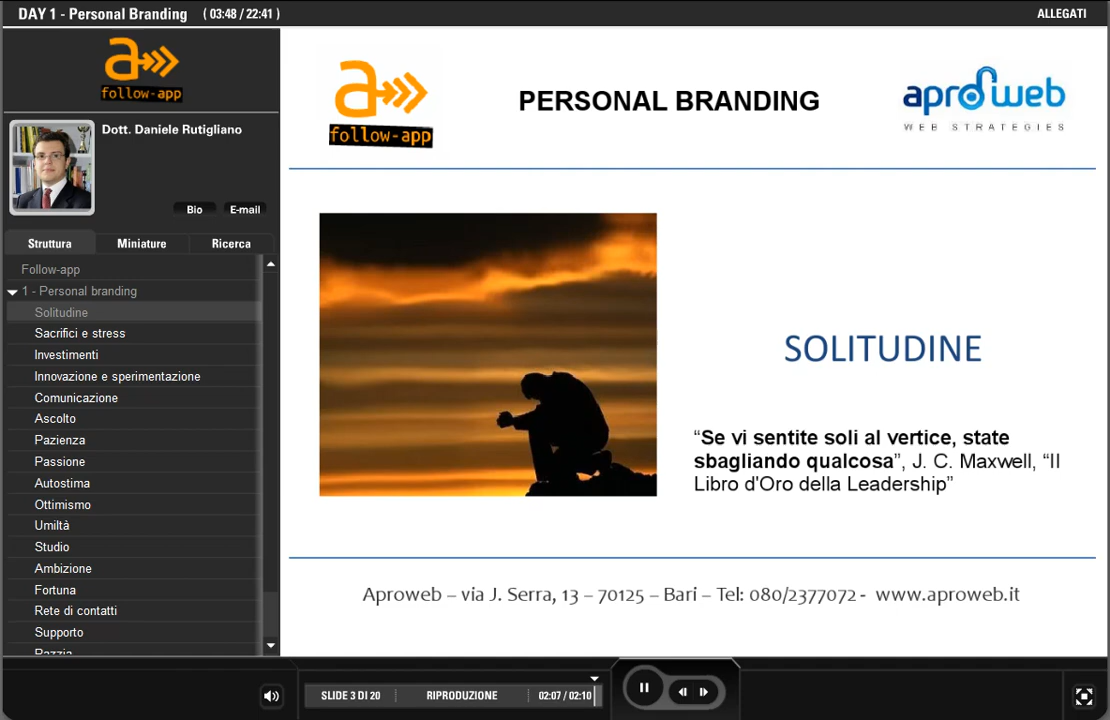 DAY 1 - Personal Branding ( 03:48 / 22:41 )
ALLEGATI
a
follow-app
Dott. Daniele Rutigliano
Bio
E-mail
Struttura
Miniature
Ricerca
Follow-app
1 - Personal branding
Solitudine
Sacrifici e stress
Investimenti
Innovazione e sperimentazione
Comunicazione
Ascolto
Pazienza
Passione
Autostima
Ottimismo
Umiltà
Studio
Ambizione
Fortuna
Rete di contatti
Supporto
Pazzia
a
follow-app
PERSONAL BRANDING
aproweb
WEB STRATEGIES
SOLITUDINE
“Se vi sentite soli al vertice, state
sbagliando qualcosa”, J. C. Maxwell, “Il
Libro d'Oro della Leadership”
Aproweb – via J. Serra, 13 – 70125 – Bari – Tel: 080/2377072 - www.aproweb.it
SLIDE 3 DI 20
RIPRODUZIONE
02:07 / 02:10